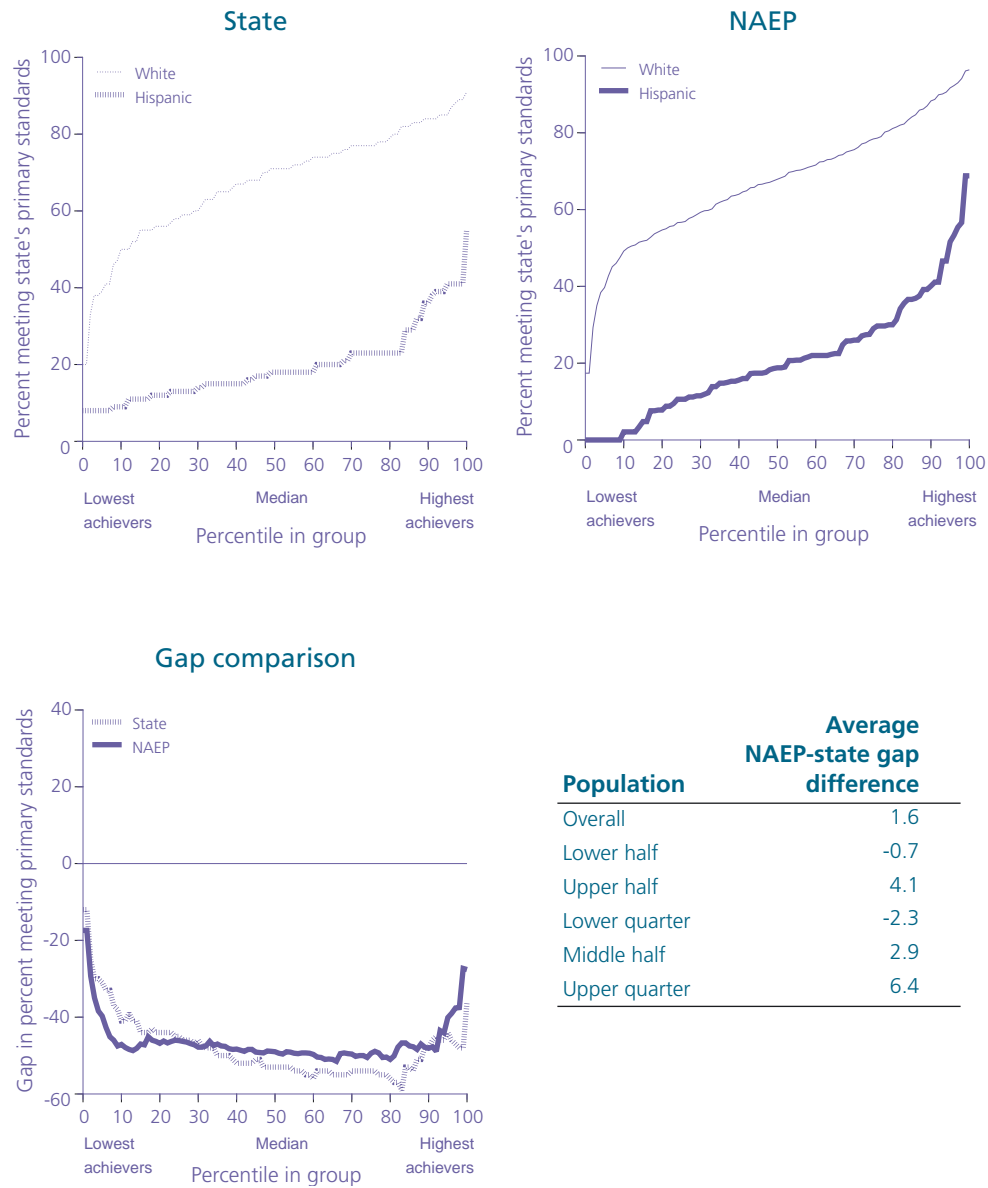 State
Percent meeting state's primary standards
100
80
60
40
20
0
White
Hispanic
0 10 20 30 40 50 60 70 80 90 100
Lowest achievers
Median
Highest achievers
Percentile in group
NAEP
Percent meeting state's primary standards
100
80
60
40
20
0
White
Hispanic
0 10 20 30 40 50 60 70 80 90 100
Lowest achievers
Median
Highest achievers
Percentile in group
Gap comparison
Gap in percent meeting primary standards
40
20
0
-20
-40
-60
State
NAEP
0 10 20 30 40 50 60 70 80 90 100
Lowest achievers
Median
Highest achievers
Percentile in group
Population Average NAEP-state gap difference
Overall 1.6
Lower half -0.7
Upper half 4.1
Lower quarter -2.3
Middle half 2.9
Upper quarter 6.4